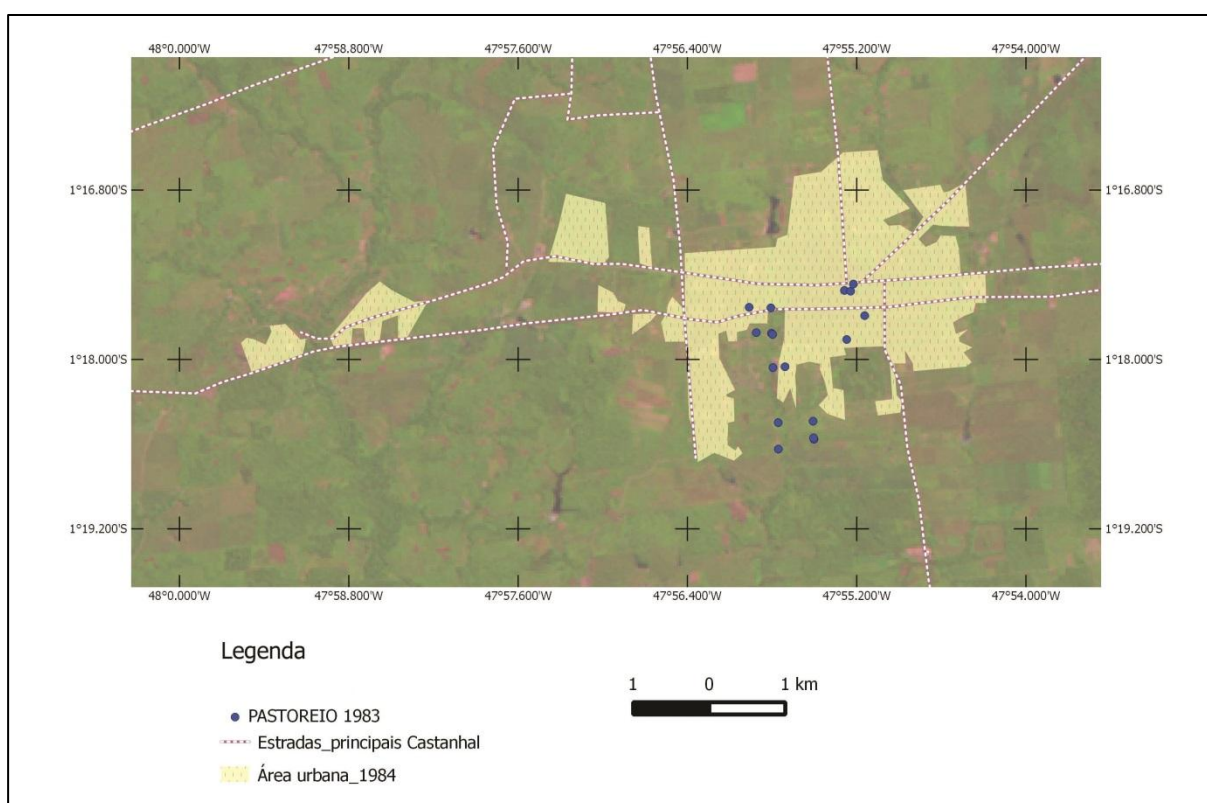 48°0.000'W 47°58.800'W 47°57.600'W 47°56.400'W 47°55.200'W 47°54.000'W
1°16.800'S 1°16.800'S
1°18.000'S 1°18.000'S
1°19.200'S 1°19.200'S
48°0.000'W 47°58.800'W 47°57.600'W 47°56.400'W 47°55.200'W 47°54.000'W
Legenda
1 0 1 km
PASTOREIO 1983
Estradas_principais Castanhal
Área urbana_1984